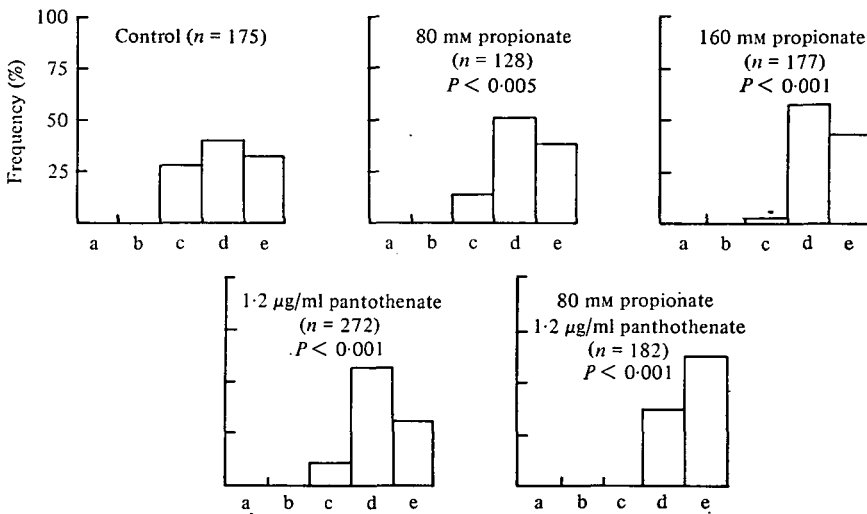 100
75
50
25
Frequency (%)
Control (n = 175)
a b c d e
80 mM propionate
(n = 128)
P < 0·005
a b c d e
160 mM propionate
(n = 177)
P < 0·001
a b c d e
1·2 μg/ml pantothenate
(n = 272)
P < 0·001
a b c d e
80 mM propionate
1·2 μg/ml panthothenate
(n = 182)
P < 0·001
a b c d e